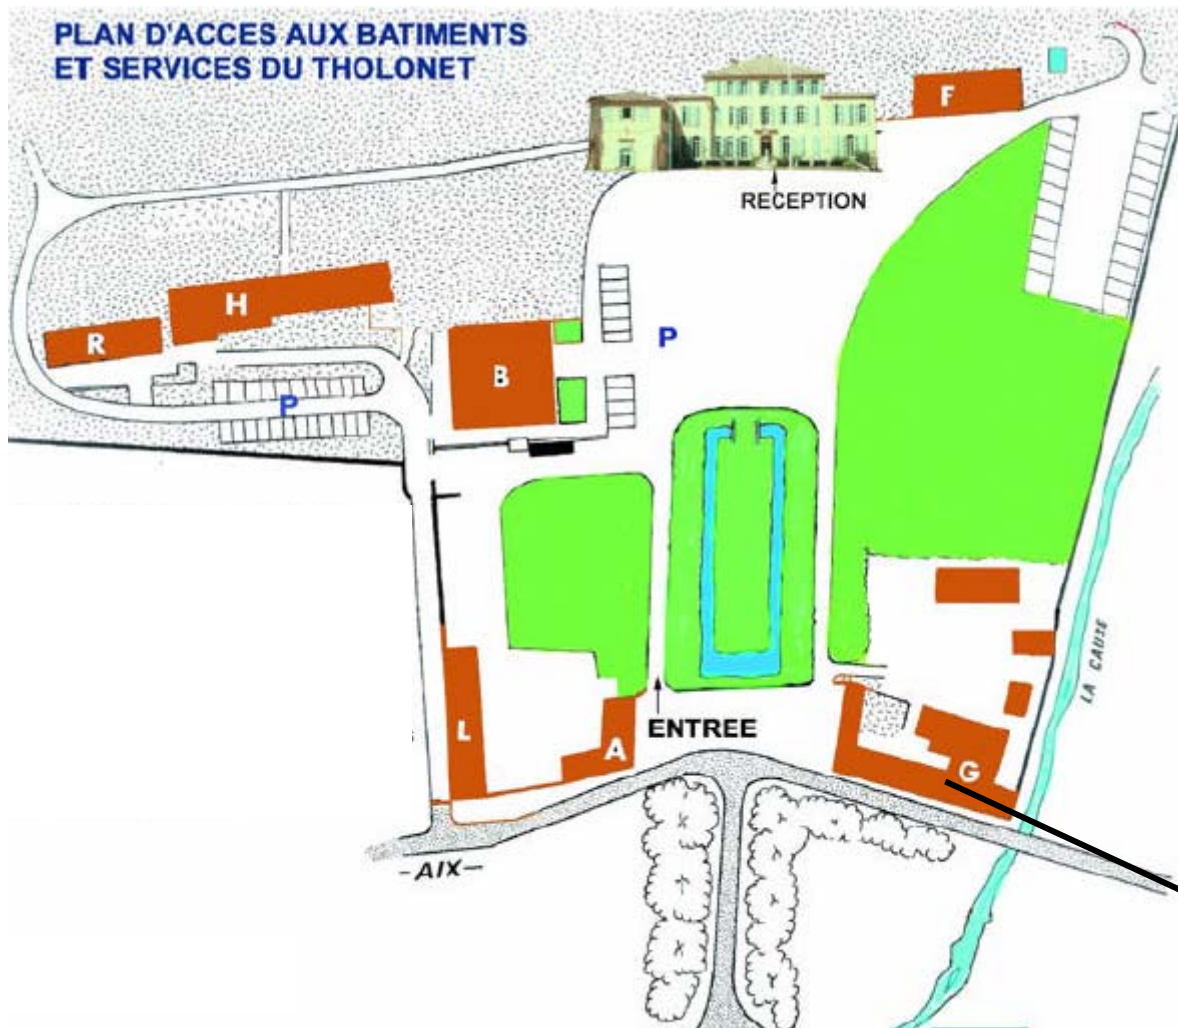 PLAN D'ACCES AUX BATIMENTS
ET SERVICES DU THOLONET
F
RECEPTION
H
R
B
P
P
LA CAUSE
ENTREE
L
A
G
-AIX-